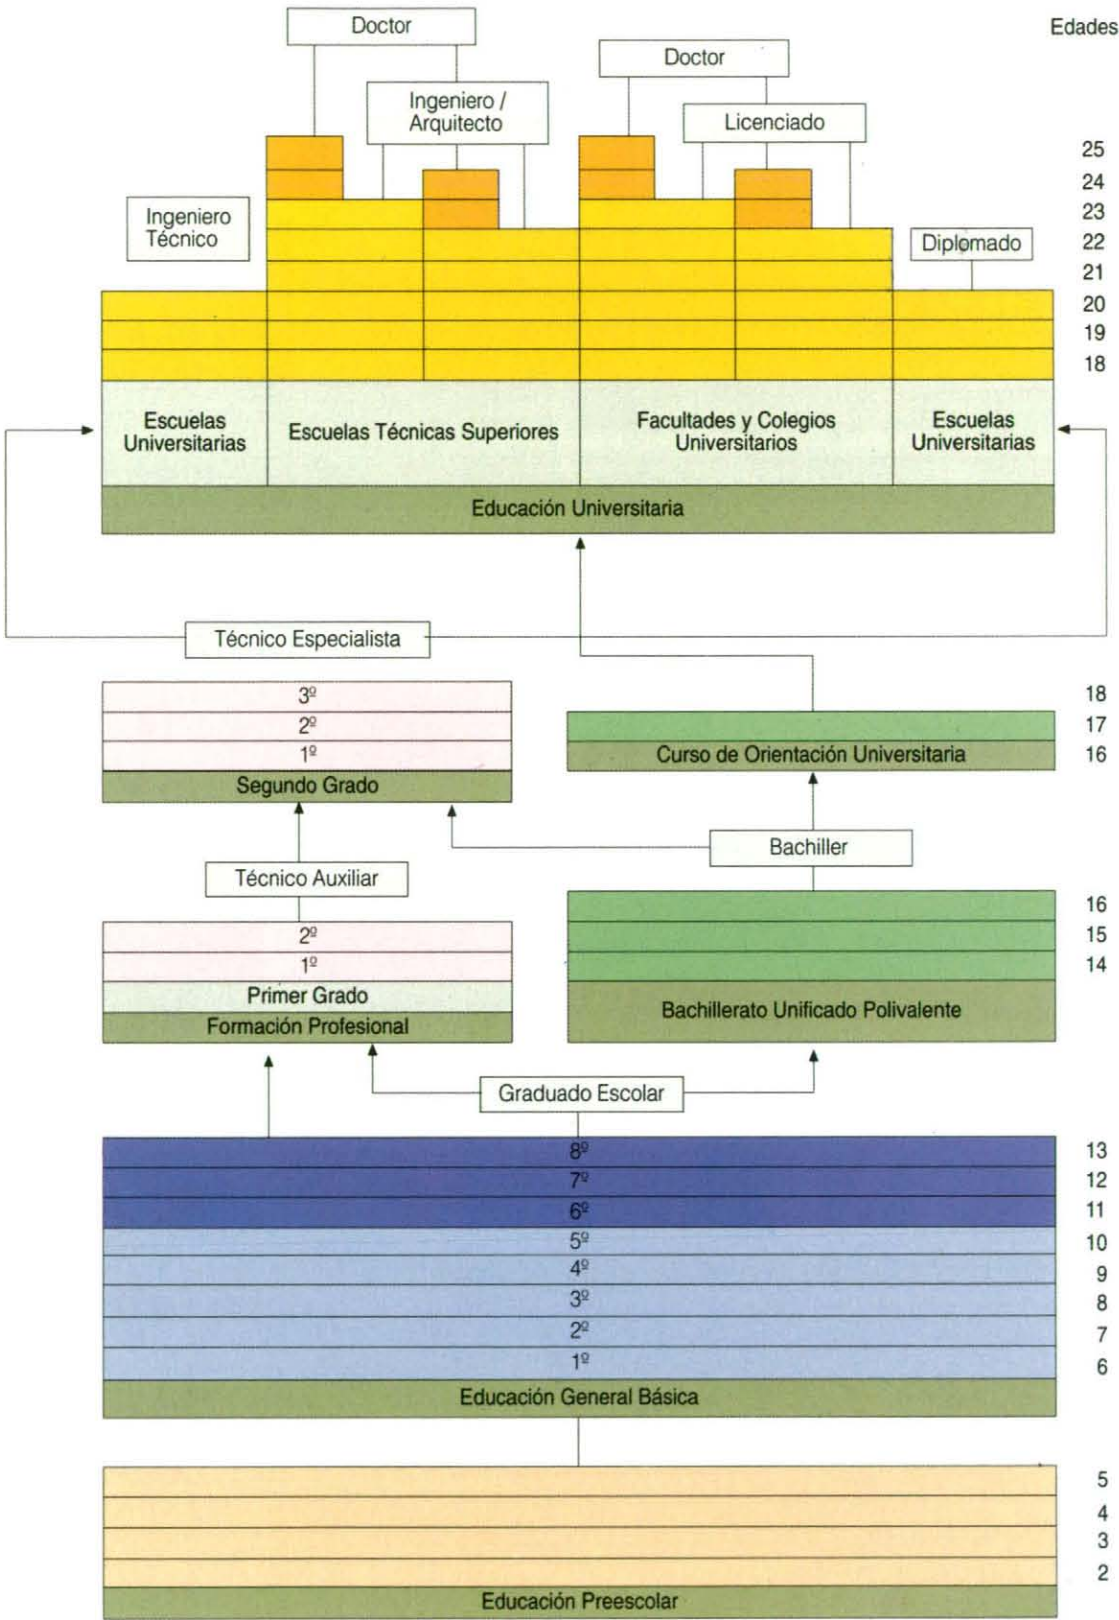 Doctor
Edades
Doctor
Ingeniero /
Arquitecto
Licenciado
25
24
Ingeniero
Técnico
23
Diplomado
22
21
20
19
18
Escuelas
Universitarias
Escuelas Técnicas Superiores
Facultades y Colegios
Universitarios
Escuelas
Universitarias
Educación Universitaria
Técnico Especialista
3º
18
2º
17
1º
Curso de Orientación Universitaria
16
Segundo Grado
Bachiller
Técnico Auxiliar
16
2º
15
1º
14
Primer Grado
Formación Profesional
Bachillerato Unificado Polivalente
Graduado Escolar
8º
13
7º
12
6º
11
5º
10
4º
9
3º
8
2º
7
1º
6
Educación General Básica
5
4
3
2
Educación Preescolar